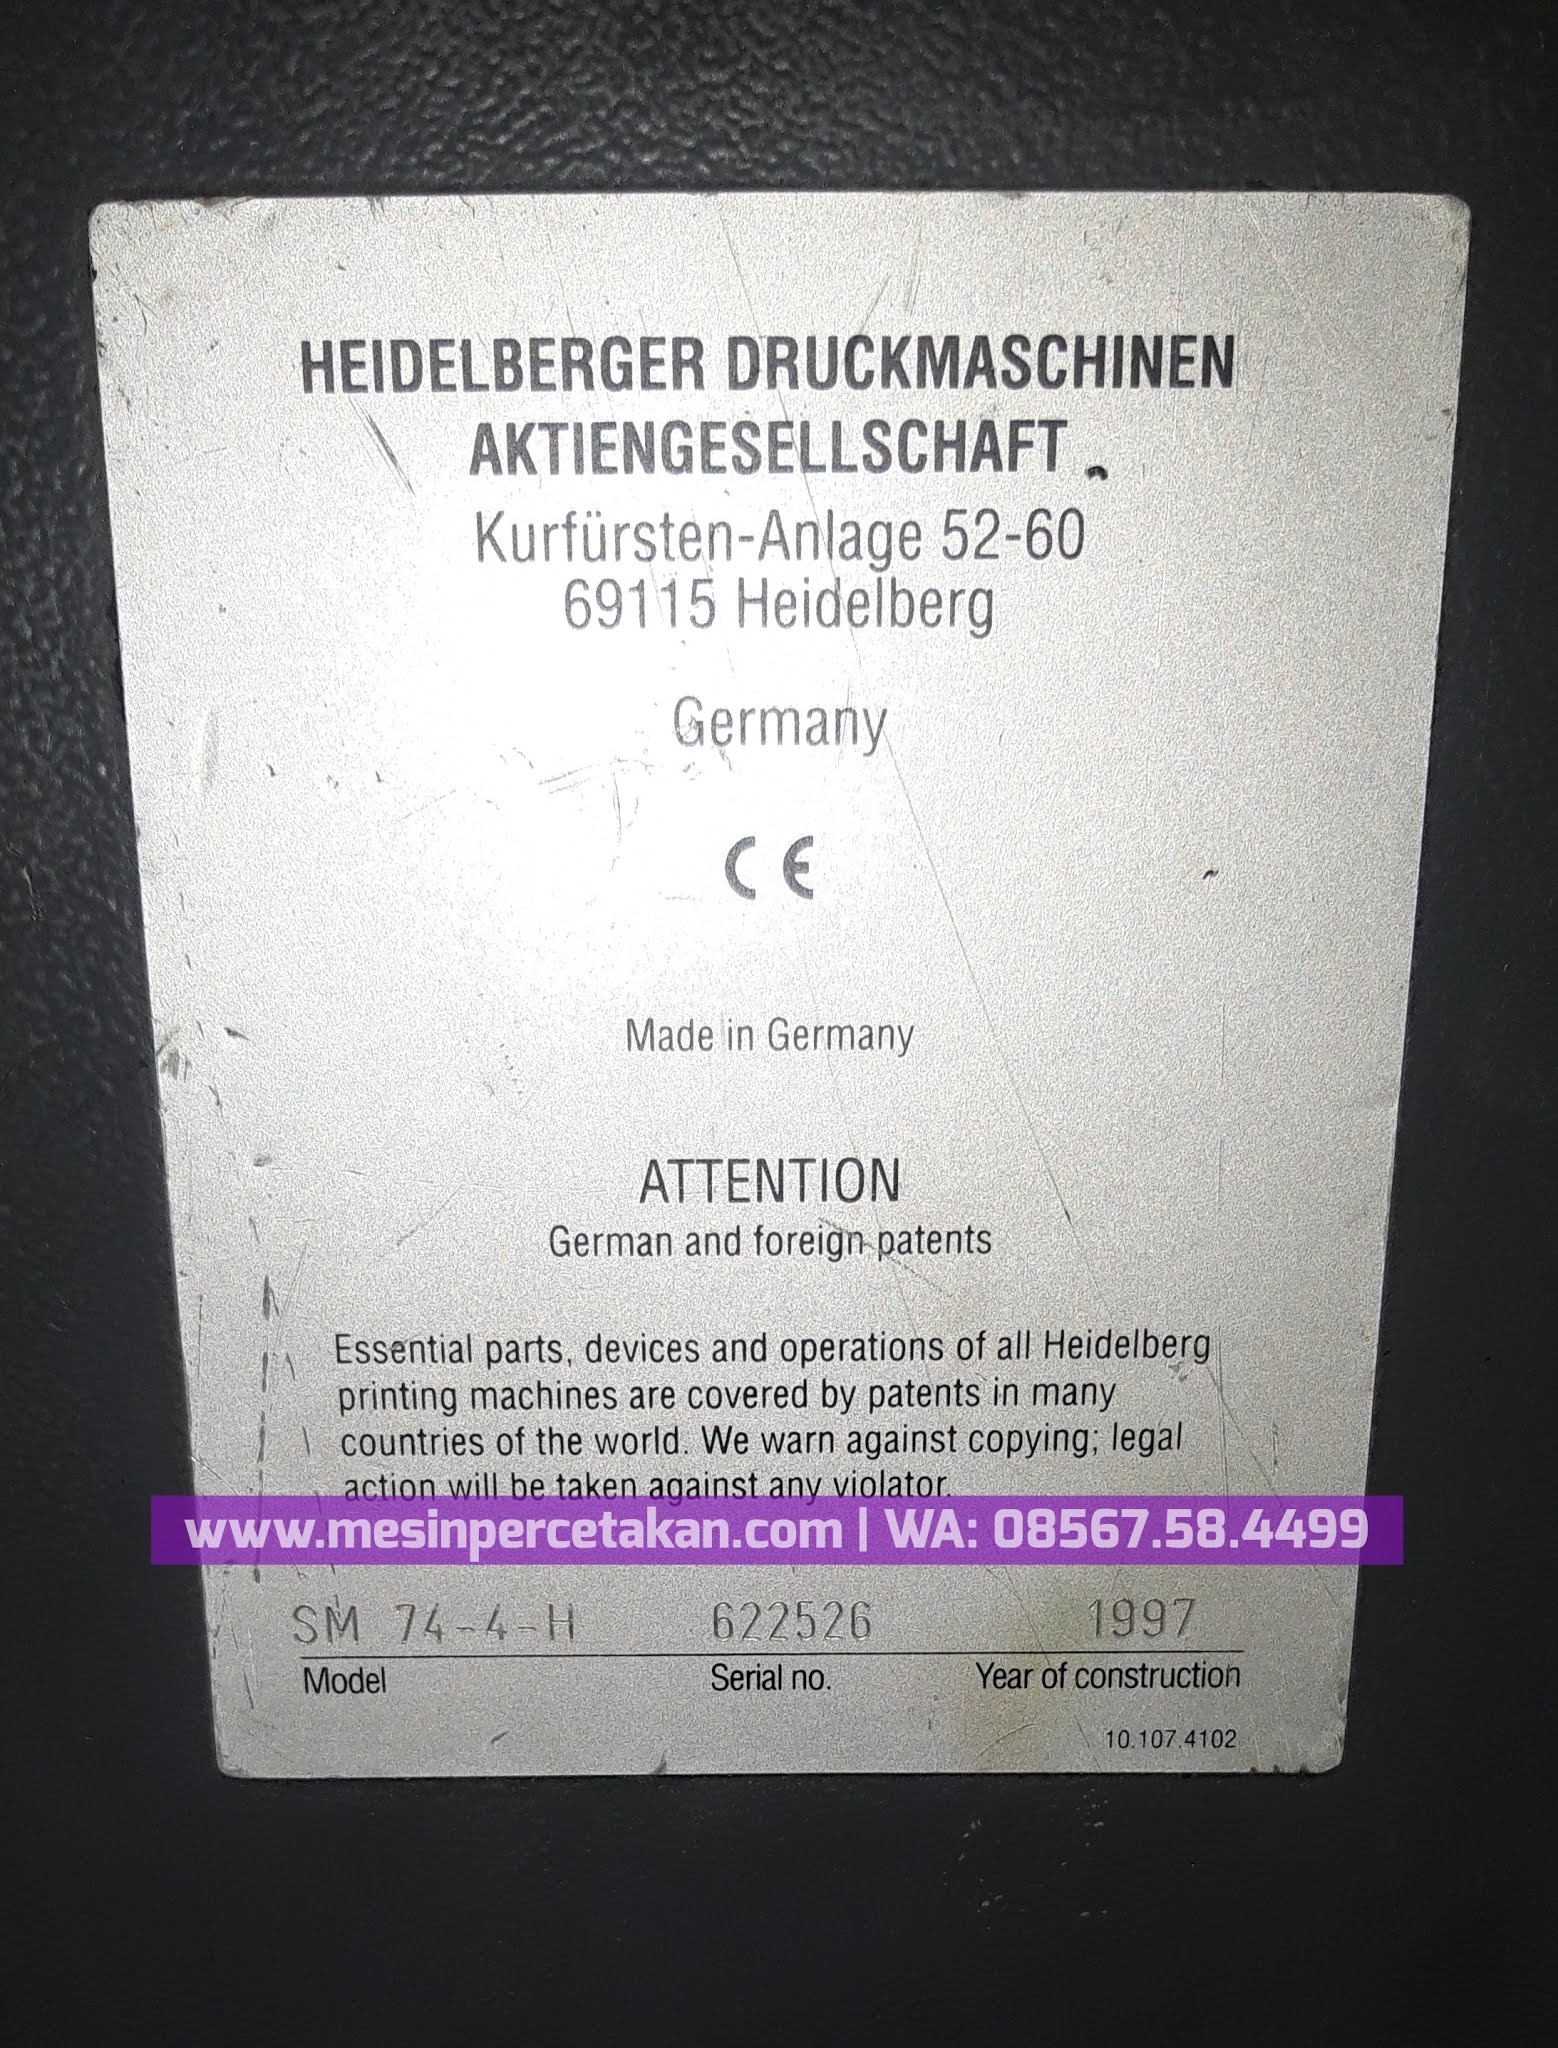 HEIDELBERGER DRUCKMASCHINEN
AKTIENGESELLSCHAFT
Kurfürsten-Anlage 52-60
69115 Heidelberg
Germany
CE
Made in Germany
ATTENTION
German and foreign patents
Essential parts, devices and operations of all Heidelberg
printing machines are covered by patents in many
countries of the world. We warn against copying; legal
action will be taken against any violator.
www.mesinpercetakan.com | WA: 08567.58.4499
SM 74-4-H 622526 1997
Model Serial no. Year of construction
10.107.4102